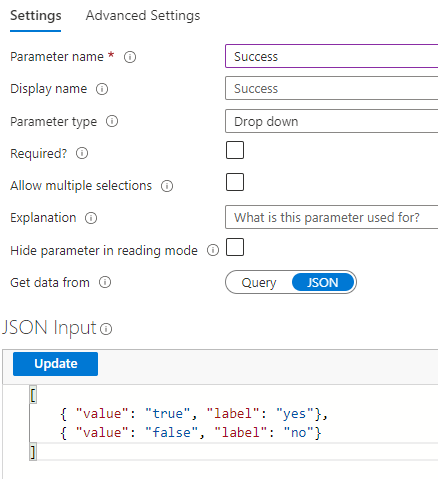 Settings Advanced Settings
Parameter name * Success
Display name Success
Parameter type Drop down
Required?
Allow multiple selections
Explanation What is this parameter used for?
Hide parameter in reading mode
Get data from Query JSON
JSON Input
Update
[
{ "value": "true", "label": "yes"},
{ "value": "false", "label": "no"}
]